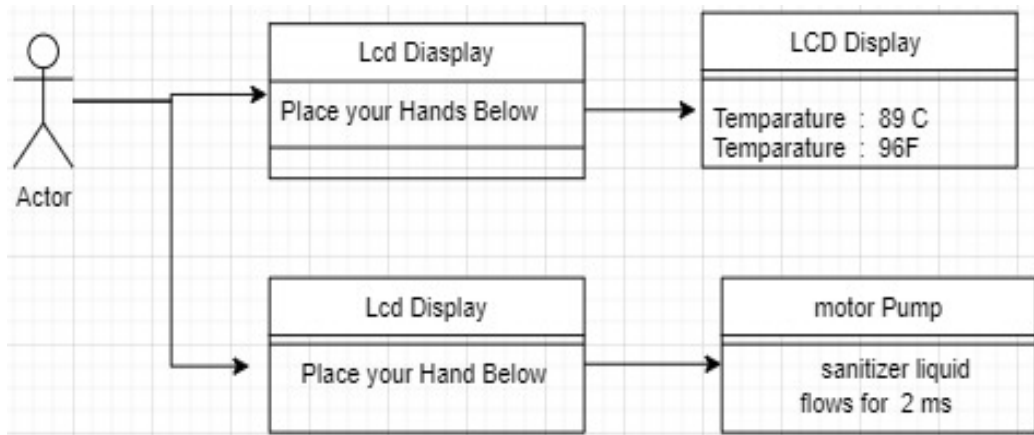 Lcd Diasplay
Place your Hands Below
LCD Display
Temparature : 89 C
Temparature : 96F
Actor
Lcd Display
Place your Hand Below
motor Pump
sanitizer liquid
flows for 2 ms